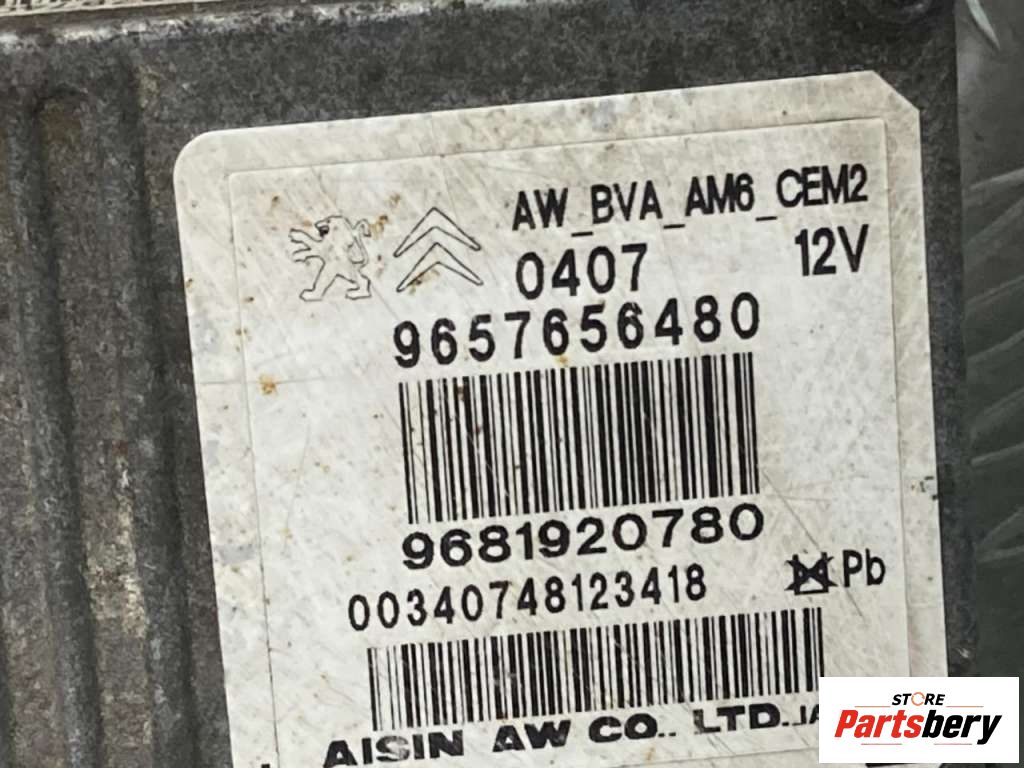 AW_BVA_AM6_CEM2
0407 12V
9657656480
9681920780
00340748123418
Pb
AISIN AW CO., LTD.
STORE
Partsbery